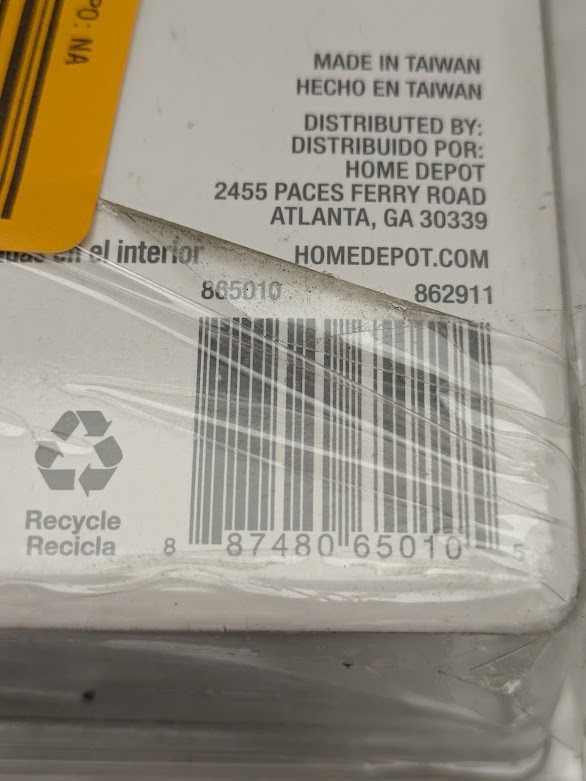 PO: NA
MADE IN TAIWAN
HECHO EN TAIWAN
DISTRIBUTED BY:
DISTRIBUIDO POR:
HOME DEPOT
2455 PACES FERRY ROAD
ATLANTA, GA 30339
en el interior
HOMEDEPOT.COM
865010 862911
Recycle
Recicla
8 87480 65010 5